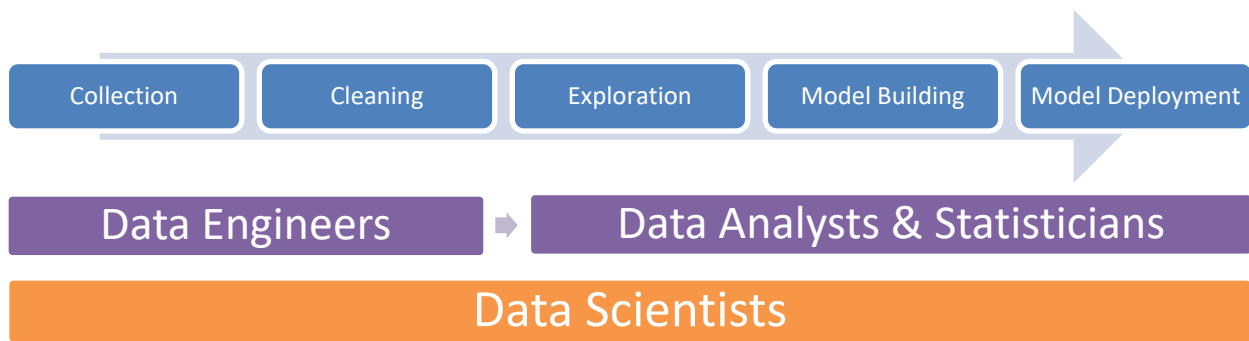 Collection
Cleaning
Exploration
Model Building
Model Deployment
Data Engineers
Data Analysts & Statisticians
Data Scientists